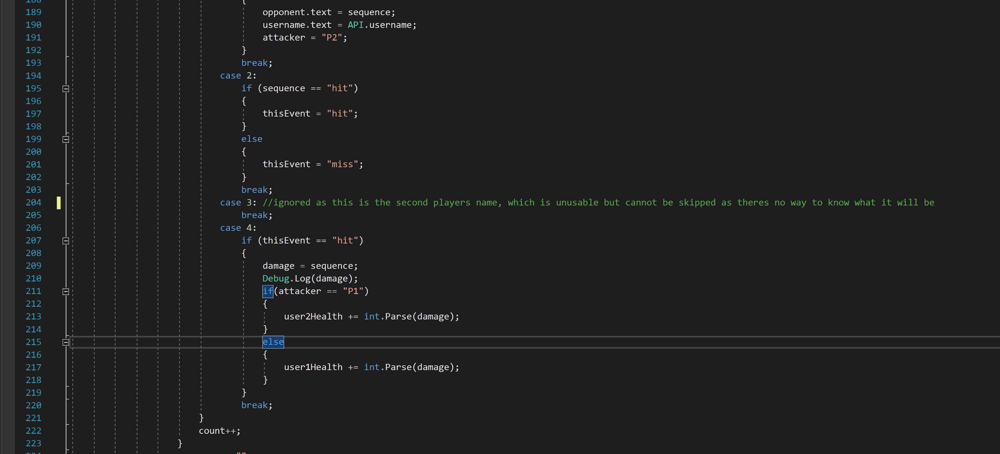 188 {
189 opponent.text = sequence;
190 username.text = API.username;
191 attacker = "P2";
192 }
193 break;
194 case 2:
195 if (sequence == "hit")
196 {
197 thisEvent = "hit";
198 }
199 else
200 {
201 thisEvent = "miss";
202 }
203 break;
204 case 3: //ignored as this is the second players name, which is unusable but cannot be skipped as theres no way to know what it will be
205 break;
206 case 4:
207 if (thisEvent == "hit")
208 {
209 damage = sequence;
210 Debug.Log(damage);
211 if(attacker == "P1")
212 {
213 user2Health += int.Parse(damage);
214 }
215 else
216 {
217 user1Health += int.Parse(damage);
218 }
219 }
220 break;
221 }
222 count++;
223 }